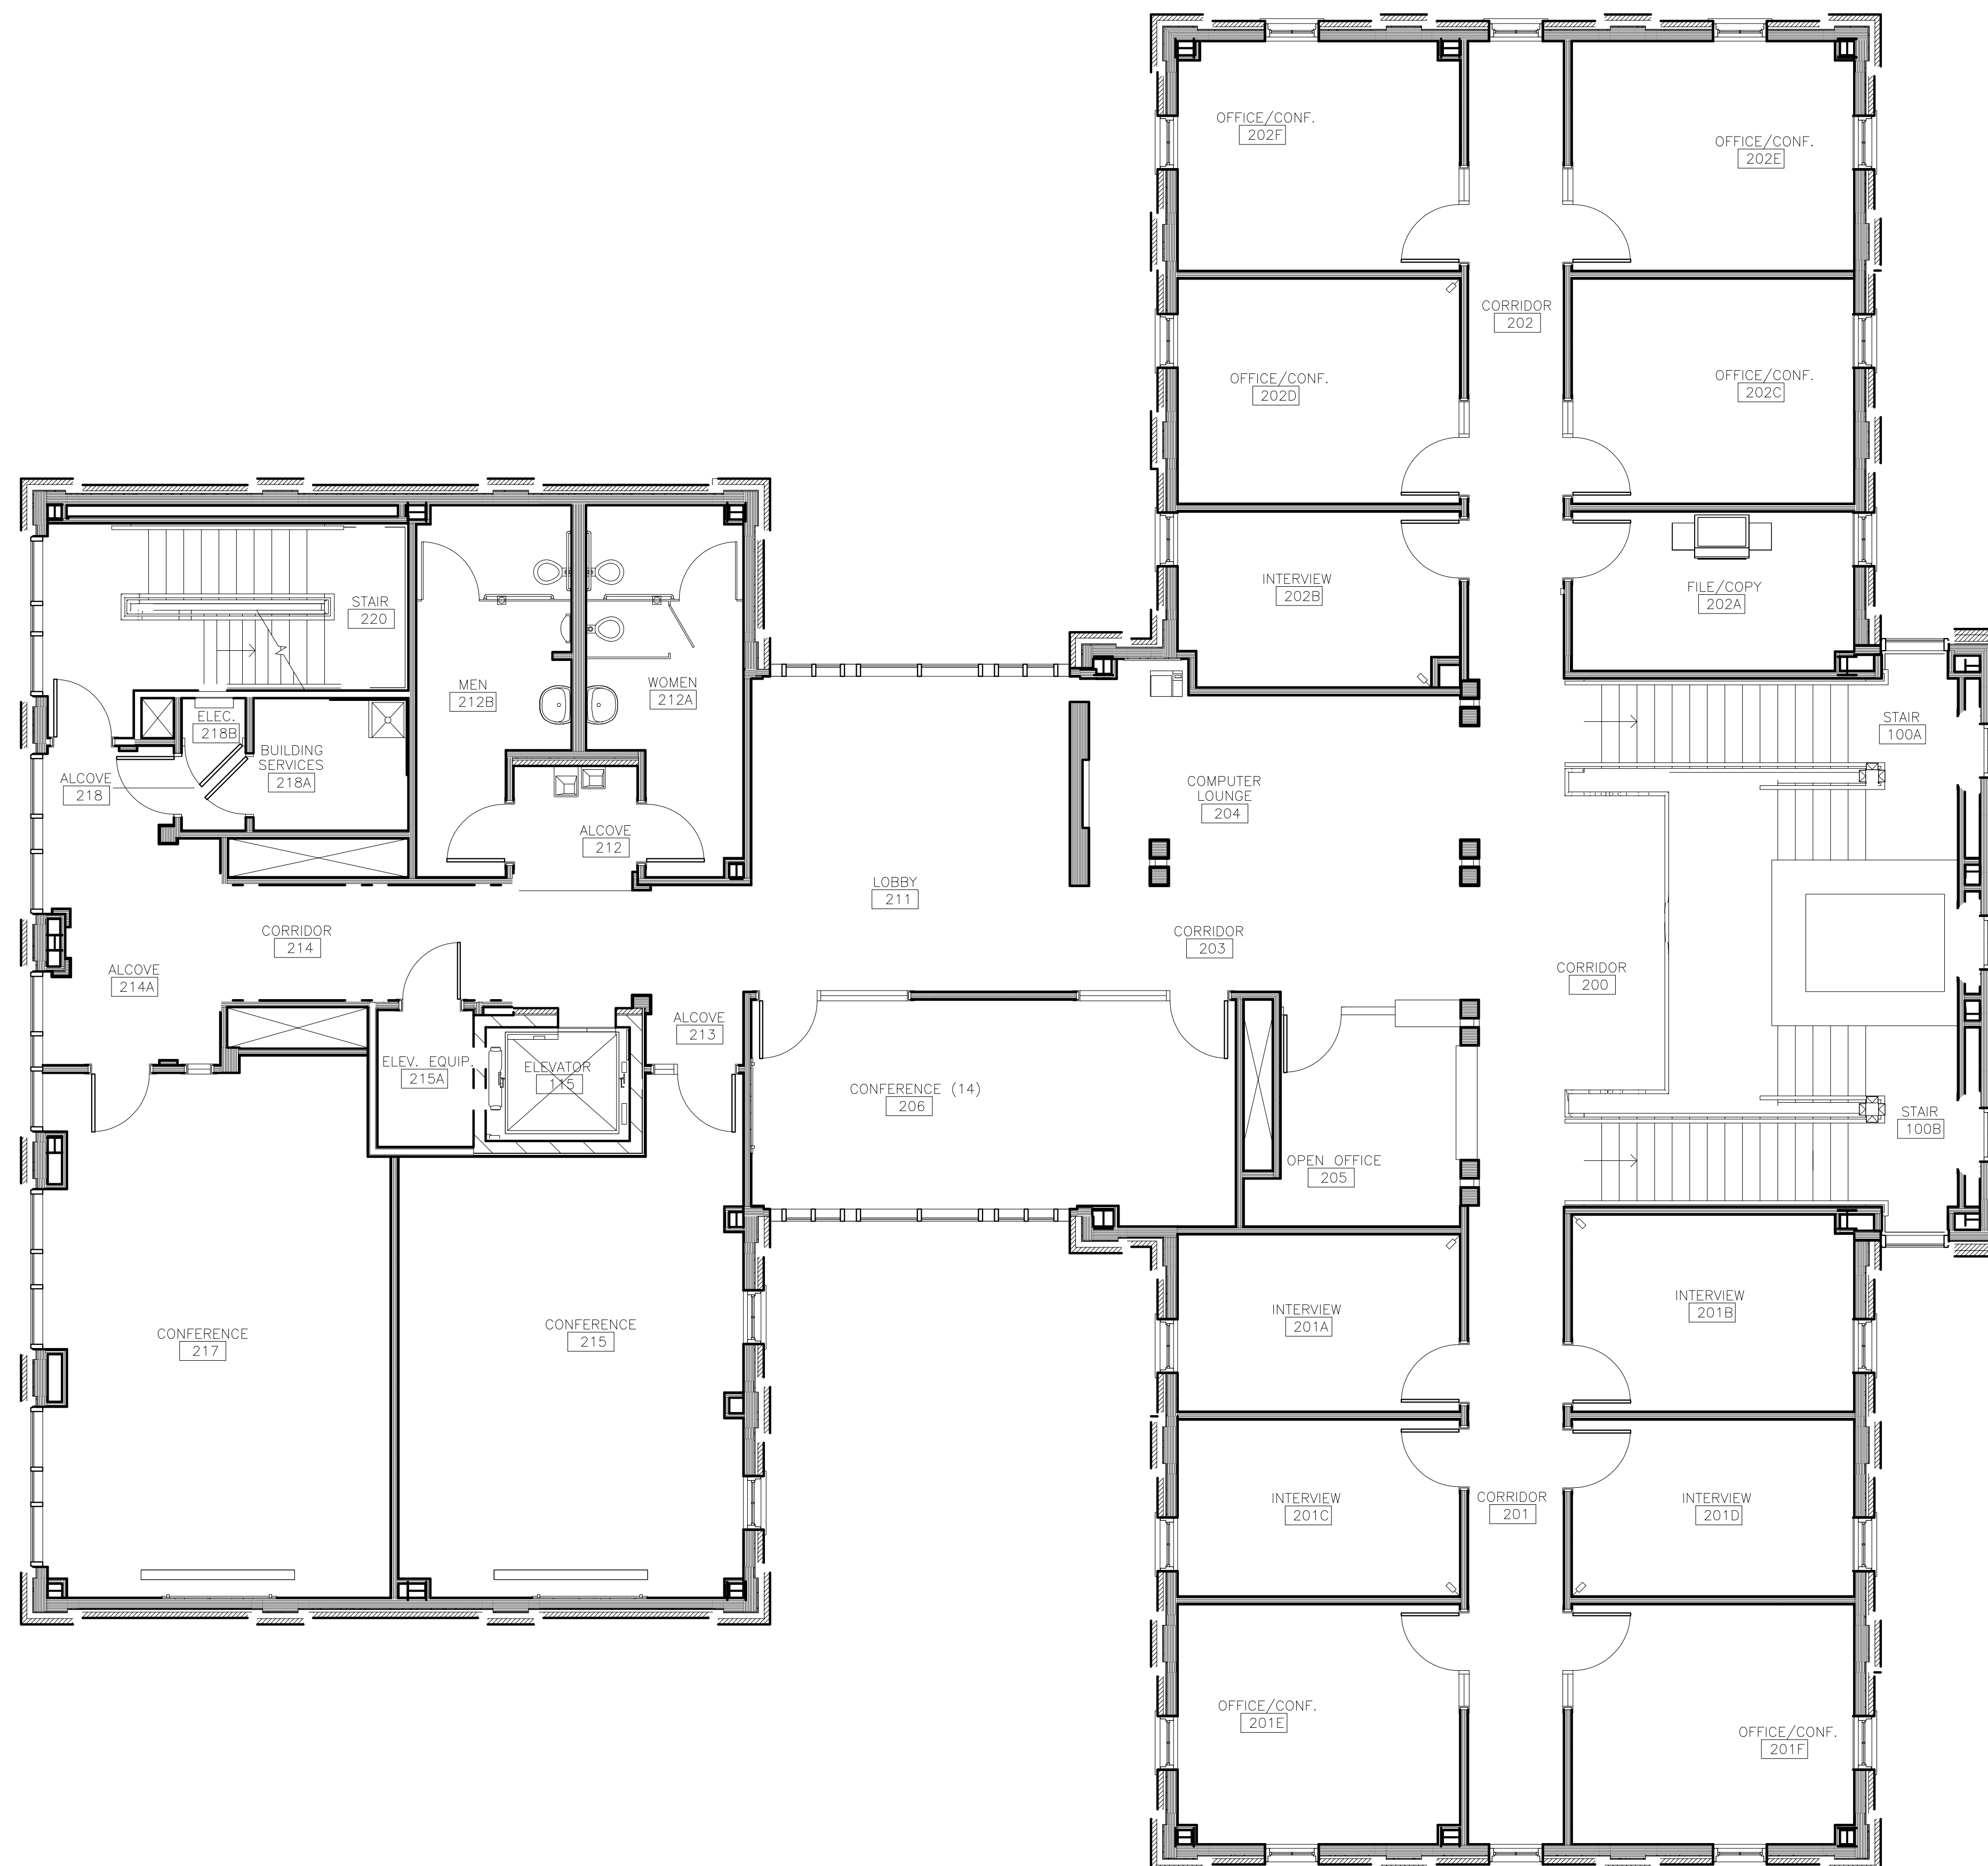 OFFICE/CONF.
202F
OFFICE/CONF.
202E
CORRIDOR
202
OFFICE/CONF.
202D
OFFICE/CONF.
202C
INTERVIEW
202B
FILE/COPY
202A
STAIR
220
MEN
212B
WOMEN
212A
ELEC.
218B
BUILDING
SERVICES
218A
ALCOVE
218
ALCOVE
212
COMPUTER
LOUNGE
204
STAIR
100A
LOBBY
211
CORRIDOR
214
CORRIDOR
203
ALCOVE
214A
CORRIDOR
200
ALCOVE
213
ELEV. EQUIP.
215A
ELEVATOR
115
CONFERENCE (14)
206
STAIR
100B
OPEN OFFICE
205
INTERVIEW
201A
INTERVIEW
201B
CONFERENCE
217
CONFERENCE
215
INTERVIEW
201C
CORRIDOR
201
INTERVIEW
201D
OFFICE/CONF.
201E
OFFICE/CONF.
201F